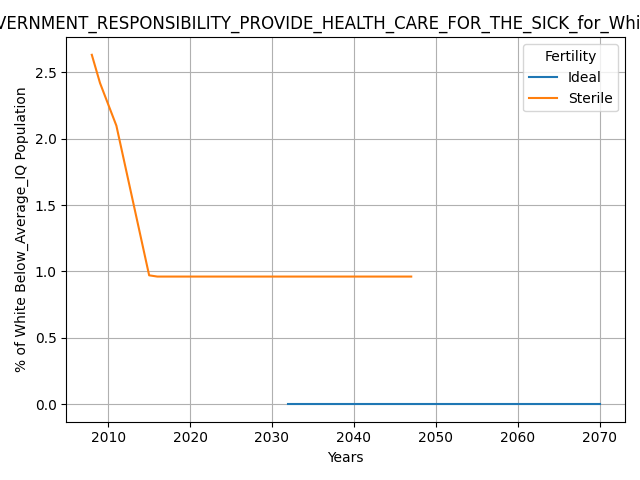 VERNMENT_RESPONSIBILITY_PROVIDE_HEALTH_CARE_FOR_THE_SICK_for_Whi
Fertility
Ideal
Sterile
% of White Below_Average_IQ Population
2.5
2.0
1.5
1.0
0.5
0.0
2010 2020 2030 2040 2050 2060 2070
Years